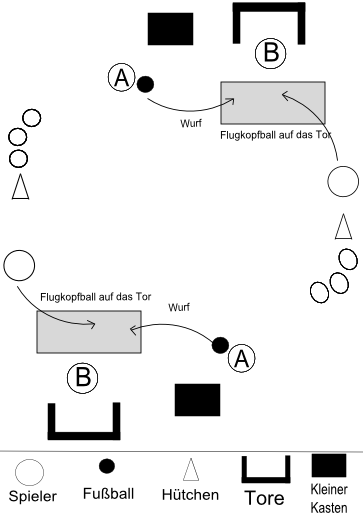 B
A
Wurf
Flugkopfball auf das Tor
Flugkopfball auf das Tor
Wurf
A
B
Spieler
Fußball
Hütchen
Tore
Kleiner
Kasten